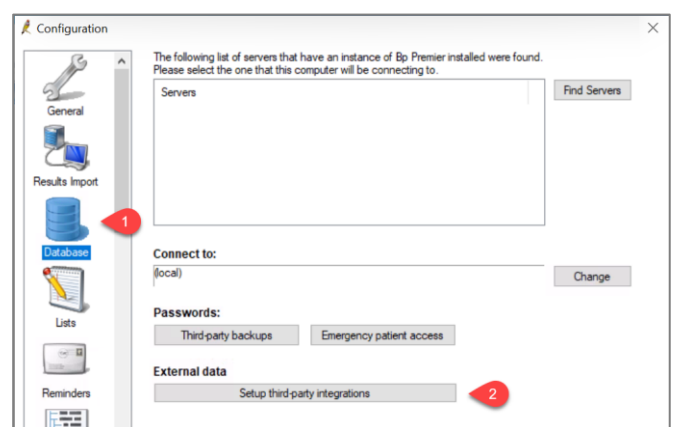 Configuration
The following list of servers that have an instance of Bp Premier installed were found.
Please select the one that this computer will be connecting to.
Servers
Find Servers
General
Results Import
1
Database
Connect to:
(local)
Change
Lists
Passwords:
Third-party backups
Emergency patient access
External data
Setup third-party integrations
2
Reminders